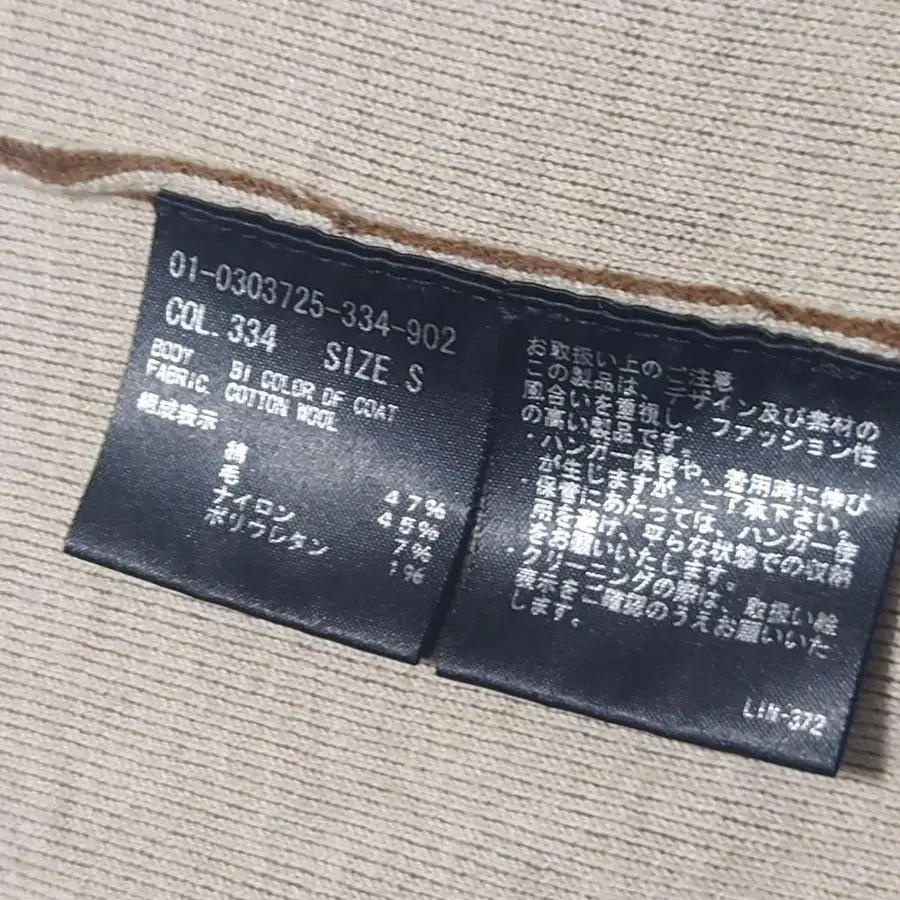 01-0303725-334-902
COL. 334 SIZE S
BODY BI COLOR OF COAT
FABRIC. COTTON WOOL
組成表示
綿 47%
毛 45%
ナイロン 7%
ポリウレタン 1%
お取扱い上のご注意
この製品は、デザイン及び素材の
風合いを重視し、ファッション性
の高い製品です。
・ハンガー保管や、着用時に伸び
が生じますが、ご了承下さい。
・保管にあたっては、ハンガー使
用を避け、平らな状態での収納
をお願いいたします。
・クリーニングの際は、取扱い絵
表示をご確認のうえお願いいた
します。
LIN-372